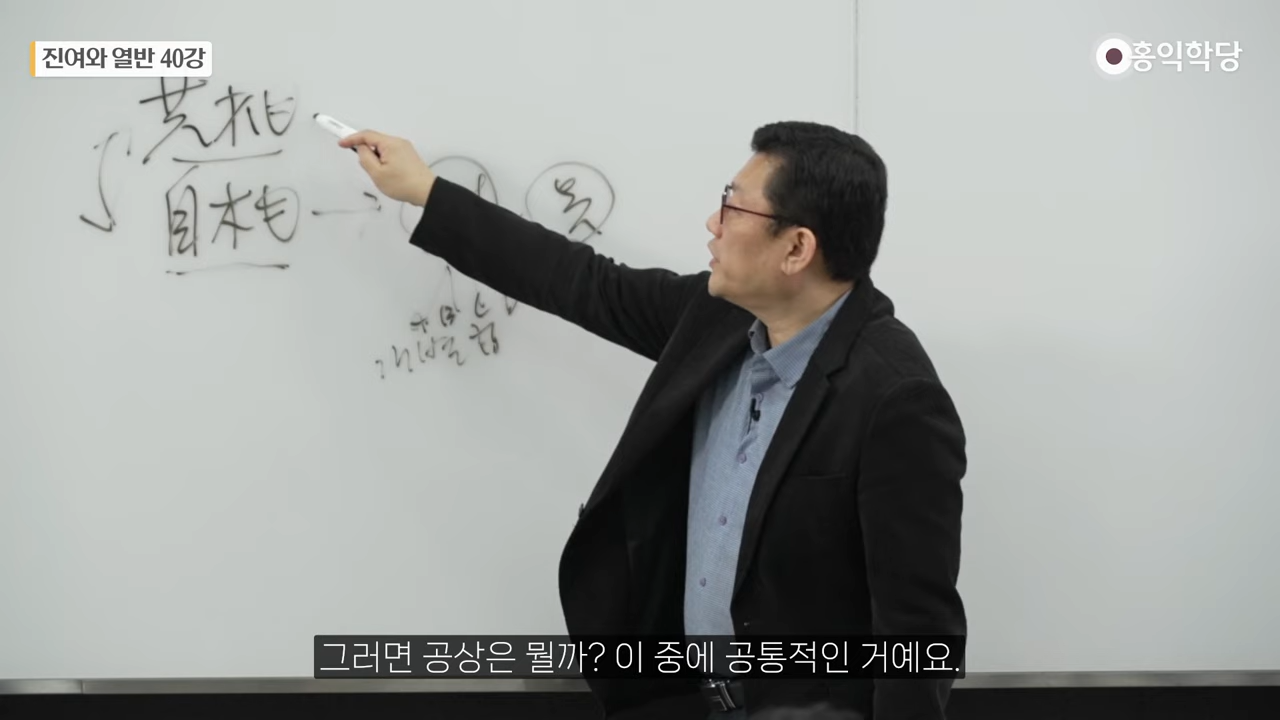 진여와 열반 40강
홍익학당
共相
自相
그러면 공상은 뭘까? 이 중에 공통적인 거예요.